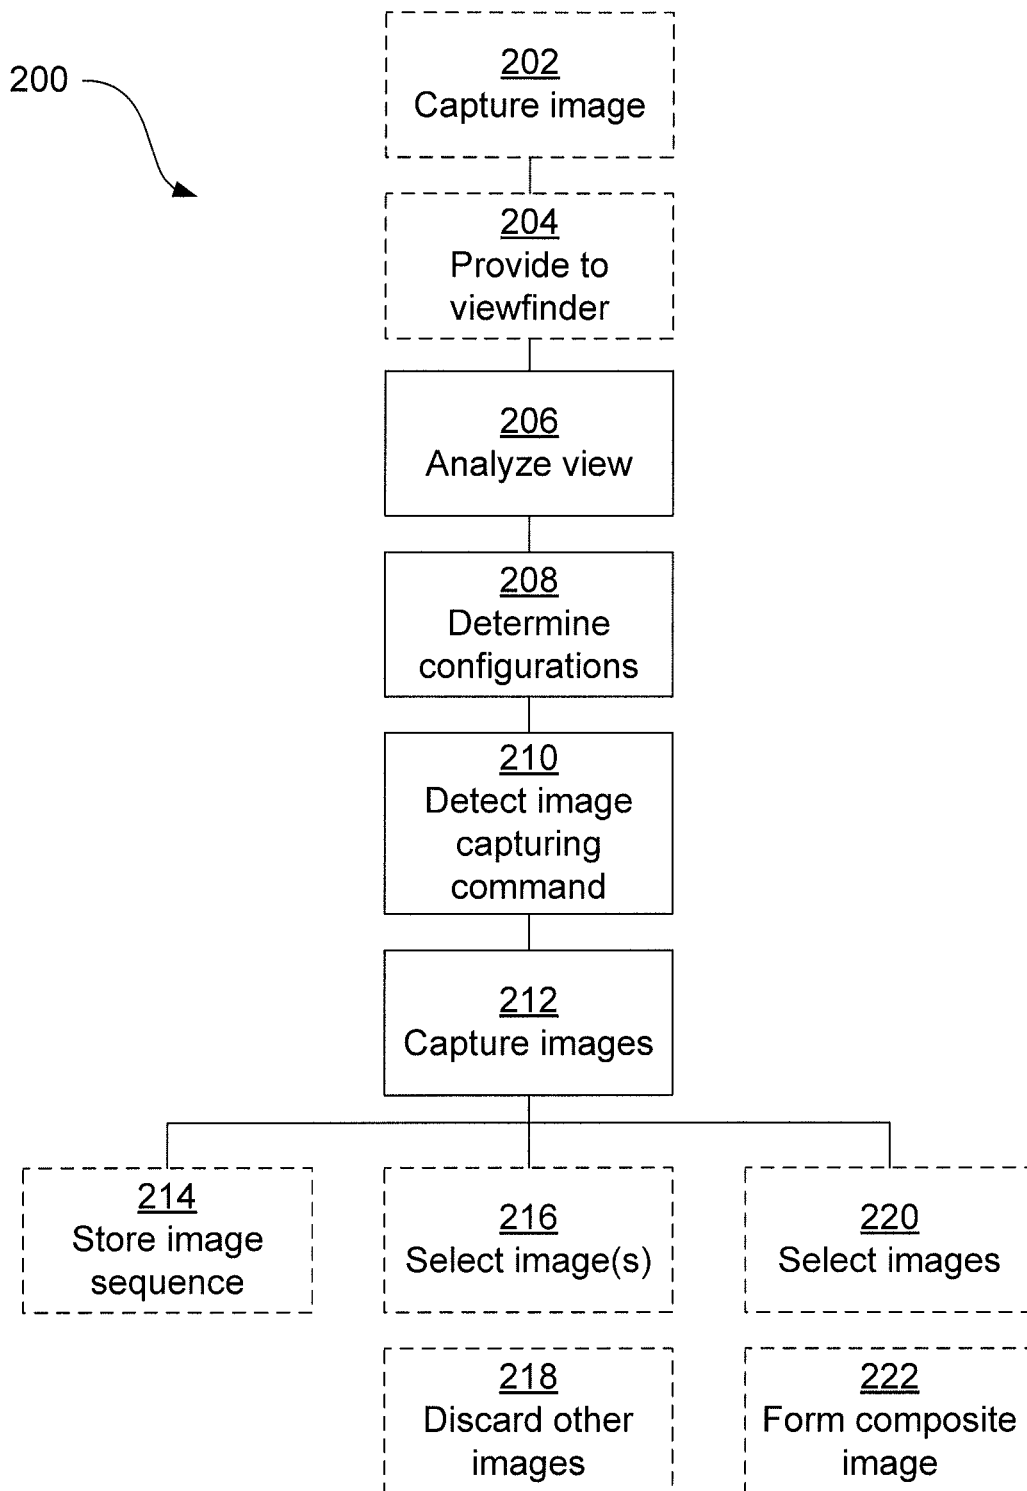 200
202
Capture image
204
Provide to
viewfinder
206
Analyze view
208
Determine
configurations
210
Detect image
capturing
command
212
Capture images
214
Store image
sequence
216
Select image(s)
220
Select images
218
Discard other
images
222
Form composite
image